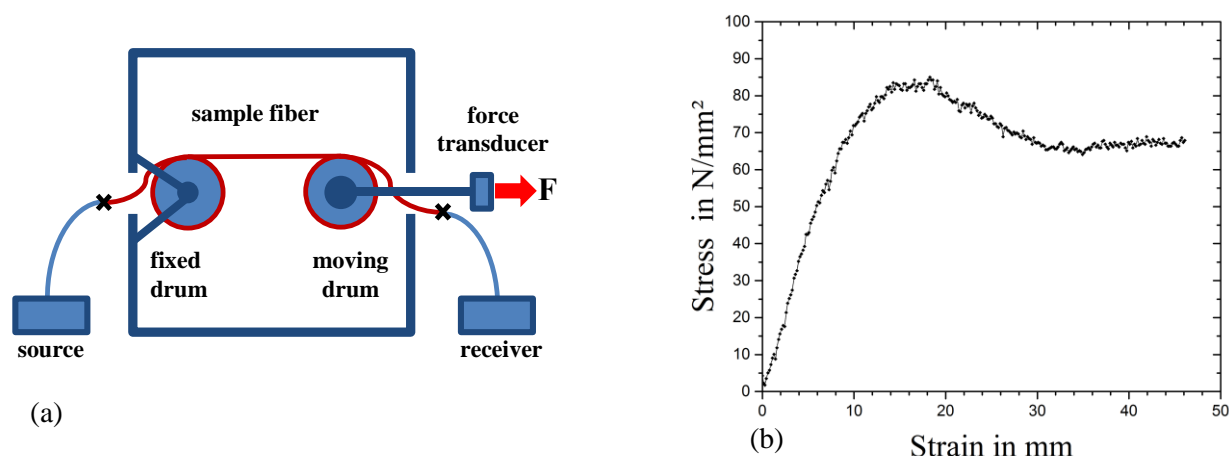 sample fiber
force
transducer
F
fixed
drum
moving
drum
source
receiver
(a)
Stress in N/mm²
100
90
80
70
60
50
40
30
20
10
0
0 10 20 30 40 50
Strain in mm
(b)